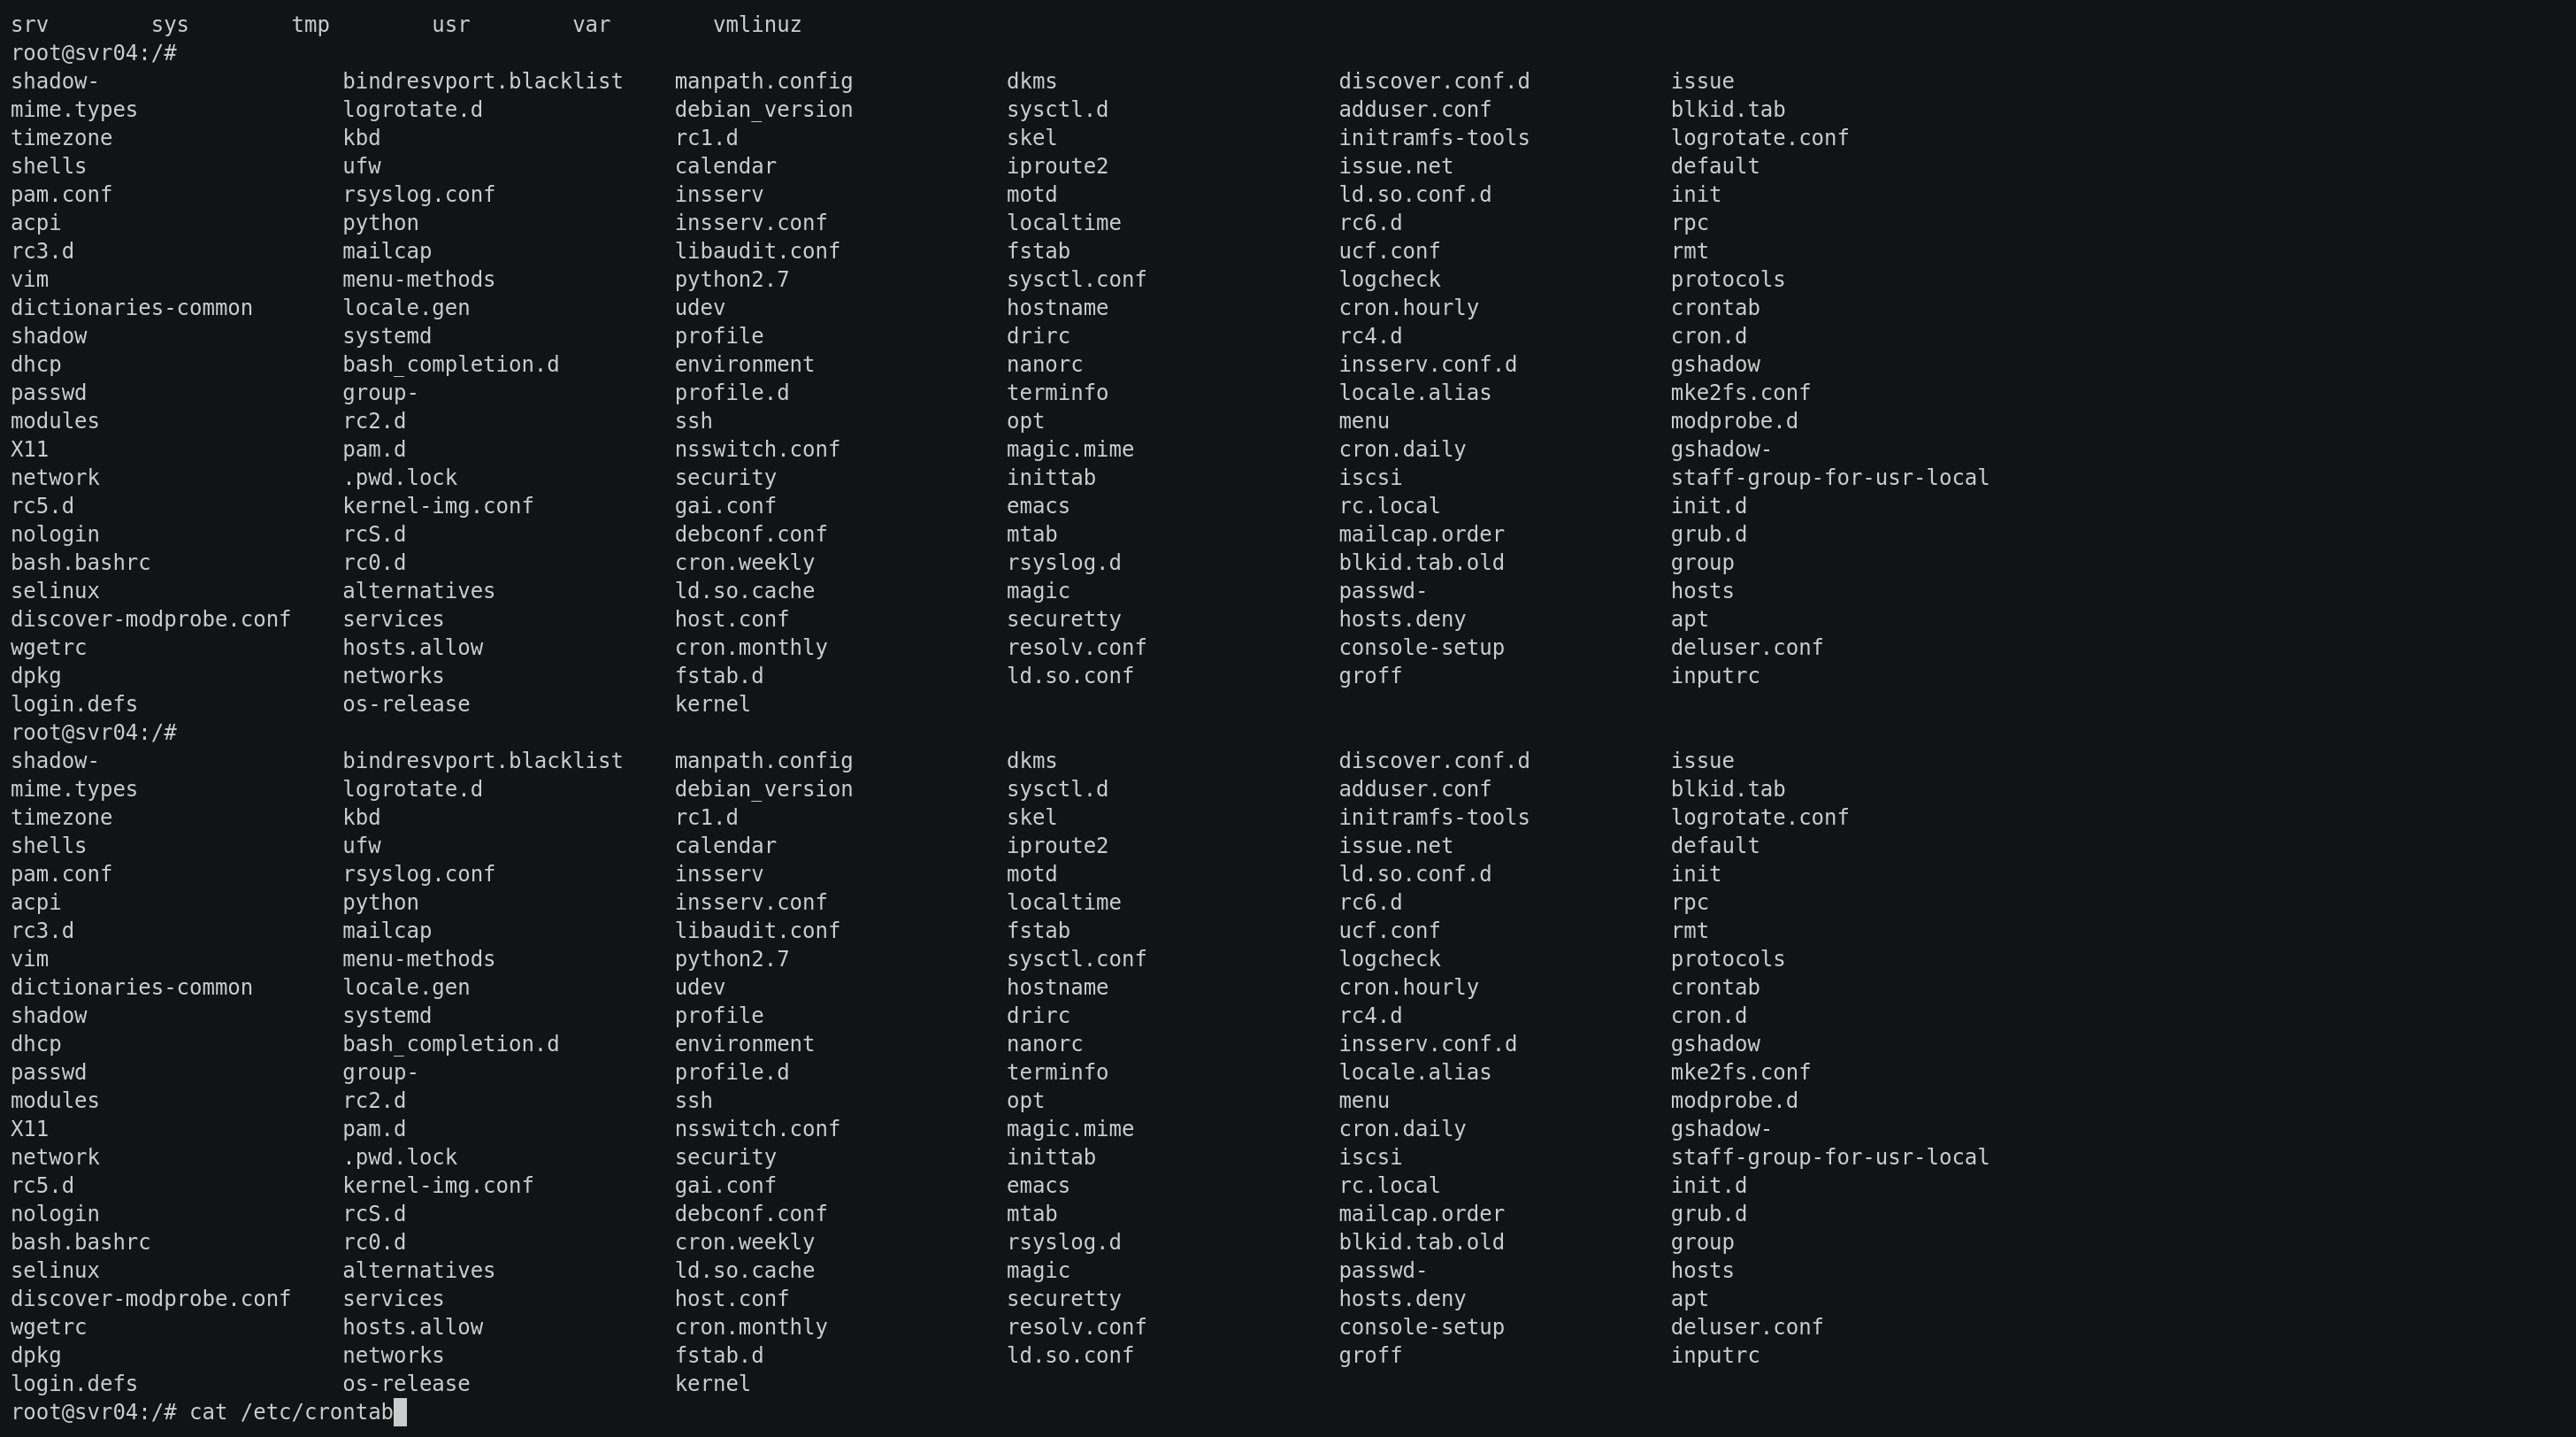 srv        sys        tmp        usr        var        vmlinuz
root@svr04:/#
shadow-                   bindresvport.blacklist    manpath.config            dkms                      discover.conf.d           issue
mime.types                logrotate.d               debian_version            sysctl.d                  adduser.conf              blkid.tab
timezone                  kbd                       rc1.d                     skel                      initramfs-tools           logrotate.conf
shells                    ufw                       calendar                  iproute2                  issue.net                 default
pam.conf                  rsyslog.conf              insserv                   motd                      ld.so.conf.d              init
acpi                      python                    insserv.conf              localtime                 rc6.d                     rpc
rc3.d                     mailcap                   libaudit.conf             fstab                     ucf.conf                  rmt
vim                       menu-methods              python2.7                 sysctl.conf               logcheck                  protocols
dictionaries-common       locale.gen                udev                      hostname                  cron.hourly               crontab
shadow                    systemd                   profile                   drirc                     rc4.d                     cron.d
dhcp                      bash_completion.d         environment               nanorc                    insserv.conf.d            gshadow
passwd                    group-                    profile.d                 terminfo                  locale.alias              mke2fs.conf
modules                   rc2.d                     ssh                       opt                       menu                      modprobe.d
X11                       pam.d                     nsswitch.conf             magic.mime                cron.daily                gshadow-
network                   .pwd.lock                 security                  inittab                   iscsi                     staff-group-for-usr-local
rc5.d                     kernel-img.conf           gai.conf                  emacs                     rc.local                  init.d
nologin                   rcS.d                     debconf.conf              mtab                      mailcap.order             grub.d
bash.bashrc               rc0.d                     cron.weekly               rsyslog.d                 blkid.tab.old             group
selinux                   alternatives              ld.so.cache               magic                     passwd-                   hosts
discover-modprobe.conf    services                  host.conf                 securetty                 hosts.deny                apt
wgetrc                    hosts.allow               cron.monthly              resolv.conf               console-setup             deluser.conf
dpkg                      networks                  fstab.d                   ld.so.conf                groff                     inputrc
login.defs                os-release                kernel
root@svr04:/#
shadow-                   bindresvport.blacklist    manpath.config            dkms                      discover.conf.d           issue
mime.types                logrotate.d               debian_version            sysctl.d                  adduser.conf              blkid.tab
timezone                  kbd                       rc1.d                     skel                      initramfs-tools           logrotate.conf
shells                    ufw                       calendar                  iproute2                  issue.net                 default
pam.conf                  rsyslog.conf              insserv                   motd                      ld.so.conf.d              init
acpi                      python                    insserv.conf              localtime                 rc6.d                     rpc
rc3.d                     mailcap                   libaudit.conf             fstab                     ucf.conf                  rmt
vim                       menu-methods              python2.7                 sysctl.conf               logcheck                  protocols
dictionaries-common       locale.gen                udev                      hostname                  cron.hourly               crontab
shadow                    systemd                   profile                   drirc                     rc4.d                     cron.d
dhcp                      bash_completion.d         environment               nanorc                    insserv.conf.d            gshadow
passwd                    group-                    profile.d                 terminfo                  locale.alias              mke2fs.conf
modules                   rc2.d                     ssh                       opt                       menu                      modprobe.d
X11                       pam.d                     nsswitch.conf             magic.mime                cron.daily                gshadow-
network                   .pwd.lock                 security                  inittab                   iscsi                     staff-group-for-usr-local
rc5.d                     kernel-img.conf           gai.conf                  emacs                     rc.local                  init.d
nologin                   rcS.d                     debconf.conf              mtab                      mailcap.order             grub.d
bash.bashrc               rc0.d                     cron.weekly               rsyslog.d                 blkid.tab.old             group
selinux                   alternatives              ld.so.cache               magic                     passwd-                   hosts
discover-modprobe.conf    services                  host.conf                 securetty                 hosts.deny                apt
wgetrc                    hosts.allow               cron.monthly              resolv.conf               console-setup             deluser.conf
dpkg                      networks                  fstab.d                   ld.so.conf                groff                     inputrc
login.defs                os-release                kernel
root@svr04:/# cat /etc/crontab